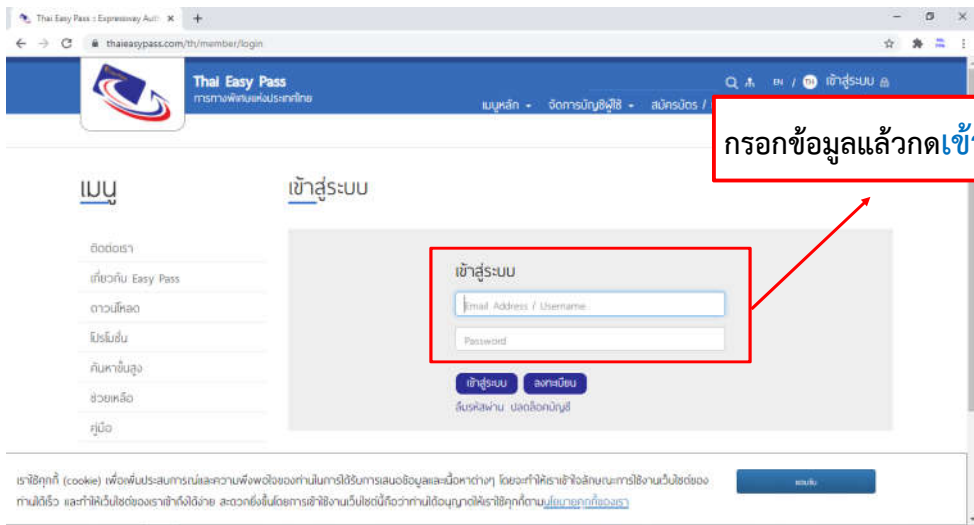 Thai Easy Pass : Expressway Auth
thaieasypass.com/th/member/login
Thai Easy Pass
การทางพิเศษแห่งประเทศไทย
EN / TH เข้าสู่ระบบ
เมนูหลัก จัดการบัญชีผู้ใช้ สมัครบัตร /
กรอกข้อมูลแล้วกดเข้า
เมนู
เข้าสู่ระบบ
ติดต่อเรา
เกี่ยวกับ Easy Pass
ดาวน์โหลด
โปรโมชั่น
ค้นหาขั้นสูง
ช่วยเหลือ
คู่มือ
เข้าสู่ระบบ
Email Address / Username
Password
เข้าสู่ระบบ ลงทะเบียน
ลืมรหัสผ่าน ปลดล็อกบัญชี
เราใช้คุกกี้ (cookie) เพื่อเพิ่มประสบการณ์และความพึงพอใจของท่านในการได้รับการเสนอข้อมูลและเนื้อหาต่างๆ โดยจะทำให้เราเข้าใจลักษณะการใช้งานเว็บไซต์ของ
ท่านได้เร็ว และทำให้เว็บไซต์ของเราเข้าถึงได้ง่าย สะดวกยิ่งขึ้นโดยการเข้าใช้งานเว็บไซต์นี้ถือว่าท่านได้อนุญาตให้เราใช้คุกกี้ตามนโยบายคุกกี้ของเรา
ยอมรับ